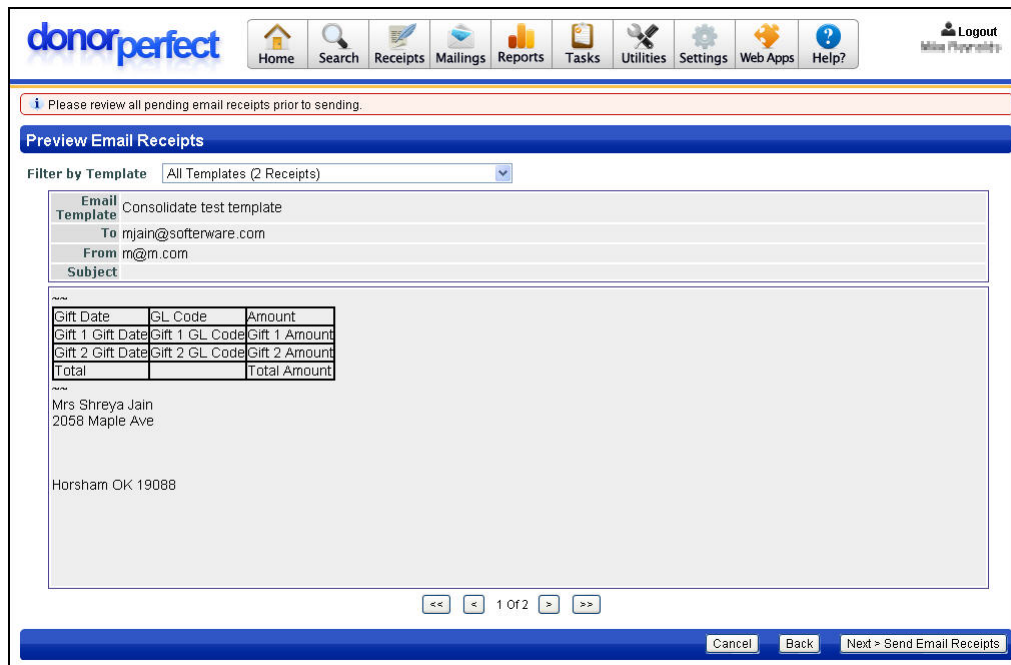 donorperfect
Home Search Receipts Mailings Reports Tasks Utilities Settings Web Apps Help?
Logout
i Please review all pending email receipts prior to sending.
Preview Email Receipts
Filter by Template All Templates (2 Receipts)
Email Template Consolidate test template
To mjain@softerware.com
From m@m.com
Subject
~~
Gift Date GL Code Amount
Gift 1 Gift Date Gift 1 GL Code Gift 1 Amount
Gift 2 Gift Date Gift 2 GL Code Gift 2 Amount
Total Total Amount
~~
Mrs Shreya Jain
2058 Maple Ave
Horsham OK 19088
<< < 1 Of 2 > >>
Cancel Back Next > Send Email Receipts